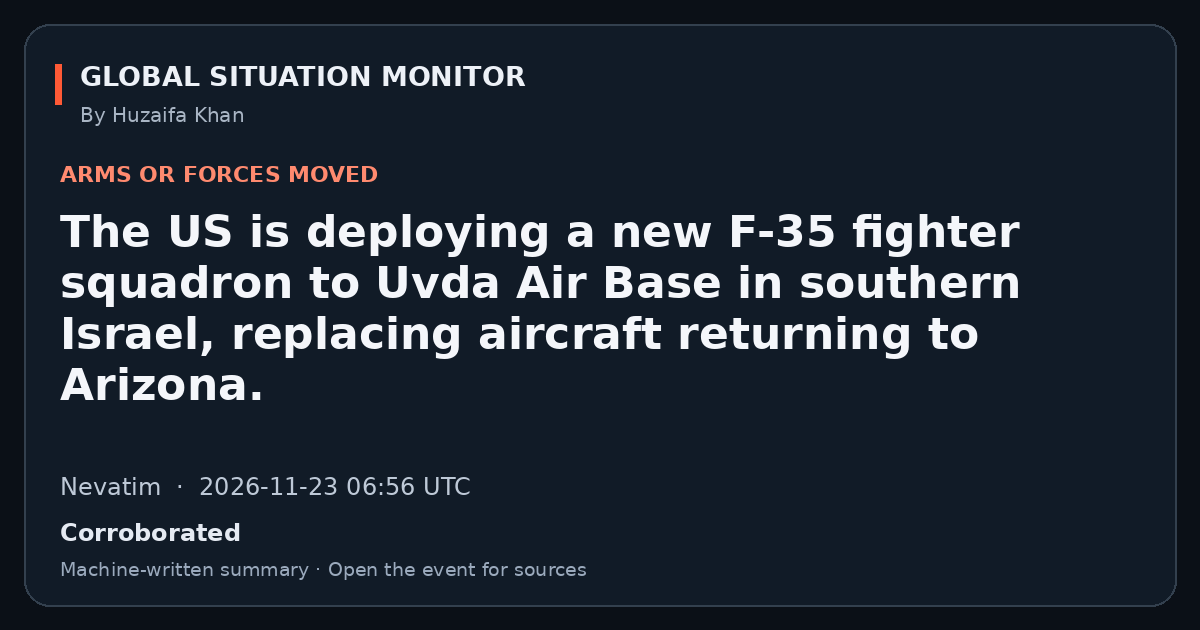 GLOBAL SITUATION MONITOR
By Huzaifa Khan
ARMS OR FORCES MOVED
The US is deploying a new F-35 fighter
squadron to Uvda Air Base in southern
Israel, replacing aircraft returning to
Arizona.
Nevatim · 2026-11-23 06:56 UTC
Corroborated
Machine-written summary · Open the event for sources